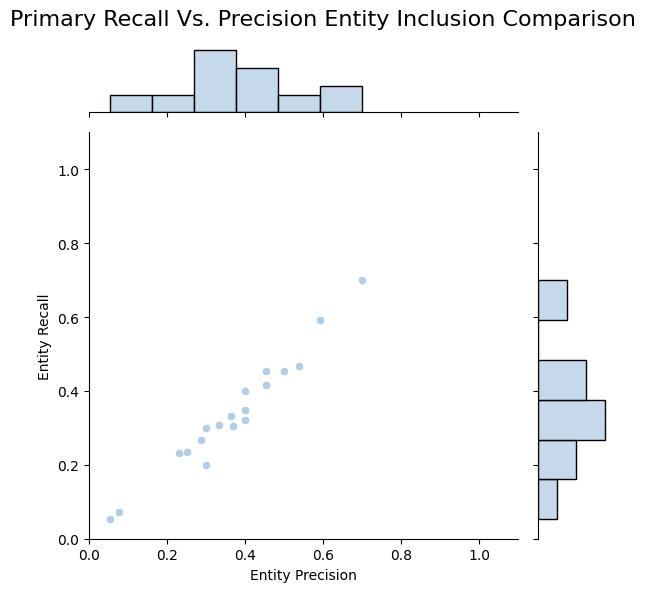 Primary Recall Vs. Precision Entity Inclusion Comparison
1.0
0.8
0.6
0.4
0.2
0.0
Entity Recall
0.0 0.2 0.4 0.6 0.8 1.0
Entity Precision